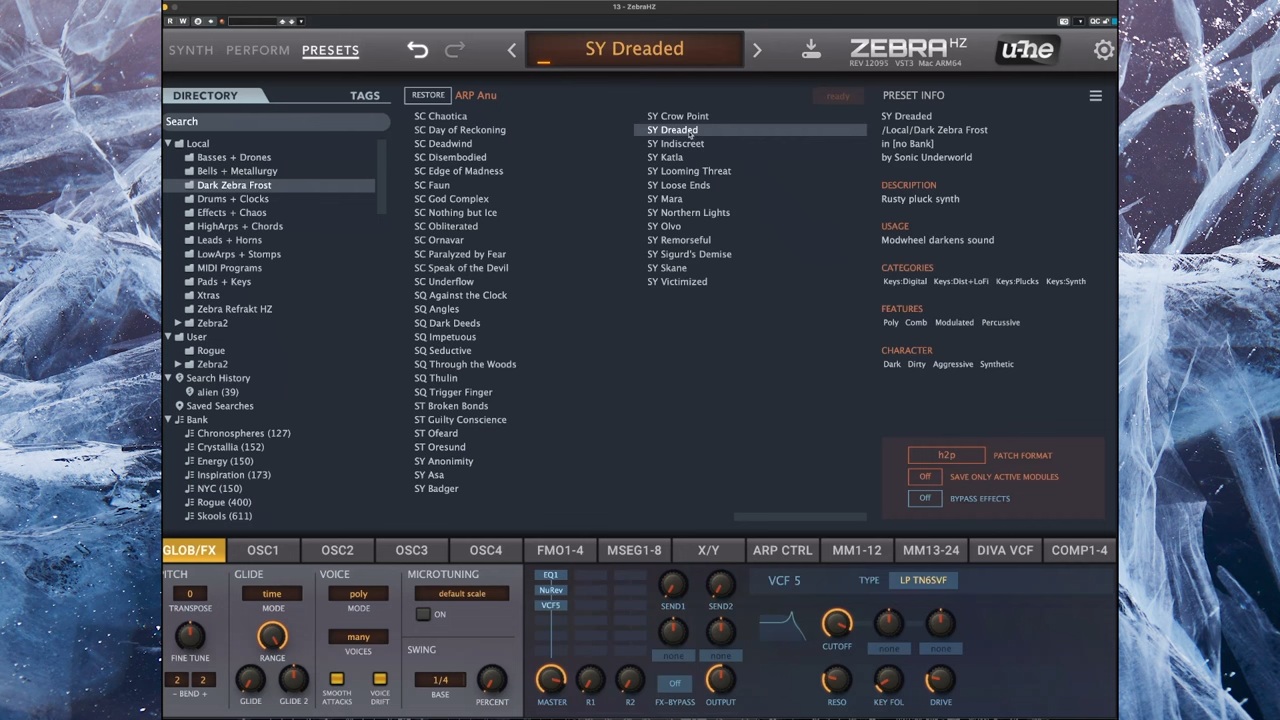 13 - ZebraHZ
R W
QC
SYNTH PERFORM PRESETS
SY Dreaded
ZEBRA HZ
REV 12095 VST3 Mac ARM64
u-he
DIRECTORY TAGS
RESTORE ARP Anu
ready
PRESET INFO
Search
Local
Basses + Drones
Bells + Metallurgy
Dark Zebra Frost
Drums + Clocks
Effects + Chaos
HighArps + Chords
Leads + Horns
LowArps + Stomps
MIDI Programs
Pads + Keys
Xtras
Zebra Refrakt HZ
Zebra2
User
Rogue
Zebra2
Search History
alien (39)
Saved Searches
Bank
Chronospheres (127)
Crystallia (152)
Energy (150)
Inspiration (173)
NYC (150)
Rogue (400)
Skools (611)
SC Chaotica
SC Day of Reckoning
SC Deadwind
SC Disembodied
SC Edge of Madness
SC Faun
SC God Complex
SC Nothing but Ice
SC Obliterated
SC Ornavar
SC Paralyzed by Fear
SC Speak of the Devil
SC Underflow
SQ Against the Clock
SQ Angles
SQ Dark Deeds
SQ Impetuous
SQ Seductive
SQ Through the Woods
SQ Thulin
SQ Trigger Finger
ST Broken Bonds
ST Guilty Conscience
ST Ofeard
ST Oresund
SY Anonimity
SY Asa
SY Badger
SY Crow Point
SY Dreaded
SY Indiscreet
SY Katla
SY Looming Threat
SY Loose Ends
SY Mara
SY Northern Lights
SY Olvo
SY Remorseful
SY Sigurd's Demise
SY Skane
SY Victimized
SY Dreaded
/Local/Dark Zebra Frost
in [no Bank]
by Sonic Underworld
DESCRIPTION
Rusty pluck synth
USAGE
Modwheel darkens sound
CATEGORIES
Keys:Digital Keys:Dist+LoFi Keys:Plucks Keys:Synth
FEATURES
Poly Comb Modulated Percussive
CHARACTER
Dark Dirty Aggressive Synthetic
h2p PATCH FORMAT
Off SAVE ONLY ACTIVE MODULES
Off BYPASS EFFECTS
GLOB/FX OSC1 OSC2 OSC3 OSC4 FMO1-4 MSEG1-8 X/Y ARP CTRL MM1-12 MM13-24 DIVA VCF COMP1-4
PITCH
0
TRANSPOSE
FINE TUNE
2 2
- BEND +
GLIDE
time
MODE
RANGE
GLIDE GLIDE 2
VOICE
poly
MODE
many
VOICES
SMOOTH ATTACKS
VOICE DRIFT
MICROTUNING
default scale
ON
SWING
1/4
BASE
PERCENT
EQ1
NuRev
VCF5
MASTER R1 R2
SEND1 SEND2
none none
Off
FX-BYPASS OUTPUT
VCF 5 TYPE LP TN6SVF
CUTOFF none none
RESO KEY FOL DRIVE